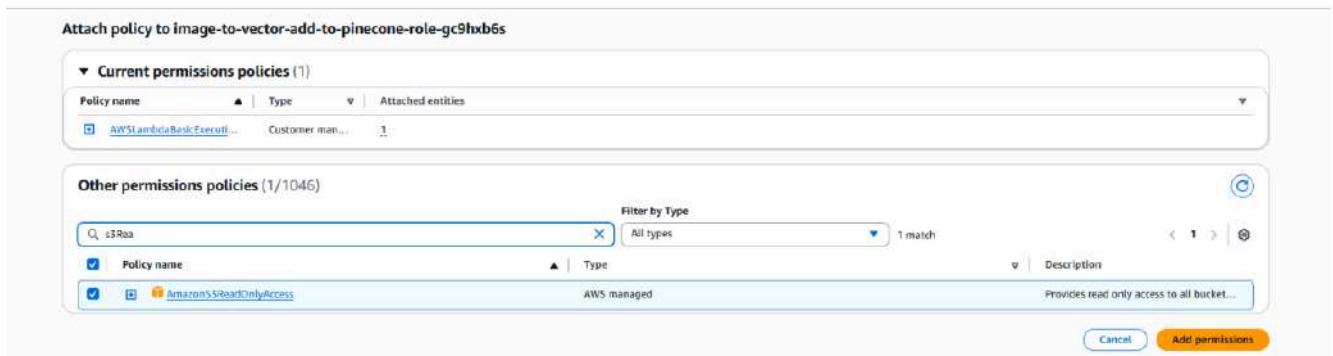 Attach policy to image-to-vector-add-to-pinecone-role-gc9hxb6s
Current permissions policies (1)
Policy name Type Attached entities
AWSLambdaBasicExecuti... Customer man... 1
Other permissions policies (1/1046)
Filter by Type
s3Rea All types 1 match 1
Policy name Type Description
AmazonS3ReadOnlyAccess AWS managed Provides read only access to all bucket...
Cancel Add permissions